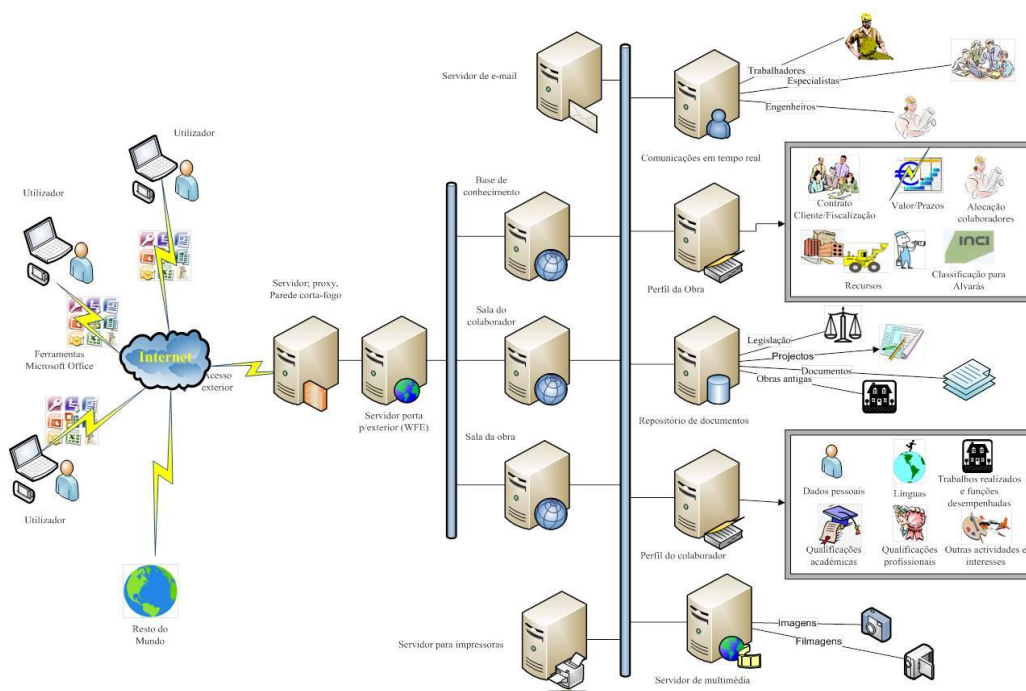 Utilizador
Utilizador
Ferramentas
Microsoft Office
Utilizador
Internet
Acesso
exterior
Resto do
Mundo
Servidor; proxy,
Parede corta-fogo
Servidor porta
p/exterior (WFE)
Servidor de e-mail
Base de
conhecimento
Sala do
colaborador
Sala da obra
Servidor para impressoras
Comunicações em tempo real
Trabalhadores
Especialistas
Engenheiros
Perfil da Obra
Contrato
Cliente/Fiscalização
Valor/Prazos
Alocação
colaboradores
Recursos
INCI
Classificação para
Alvarás
Repositório de documentos
Legislação
Projectos
Documentos
Obras antigas
Perfil do colaborador
Dados pessoais
Línguas
Trabalhos realizados
e funções
desempenhadas
Qualificações
académicas
Qualificações
profissionais
Outras actividades e
interesses
Servidor de multimédia
Imagens
Filmagens